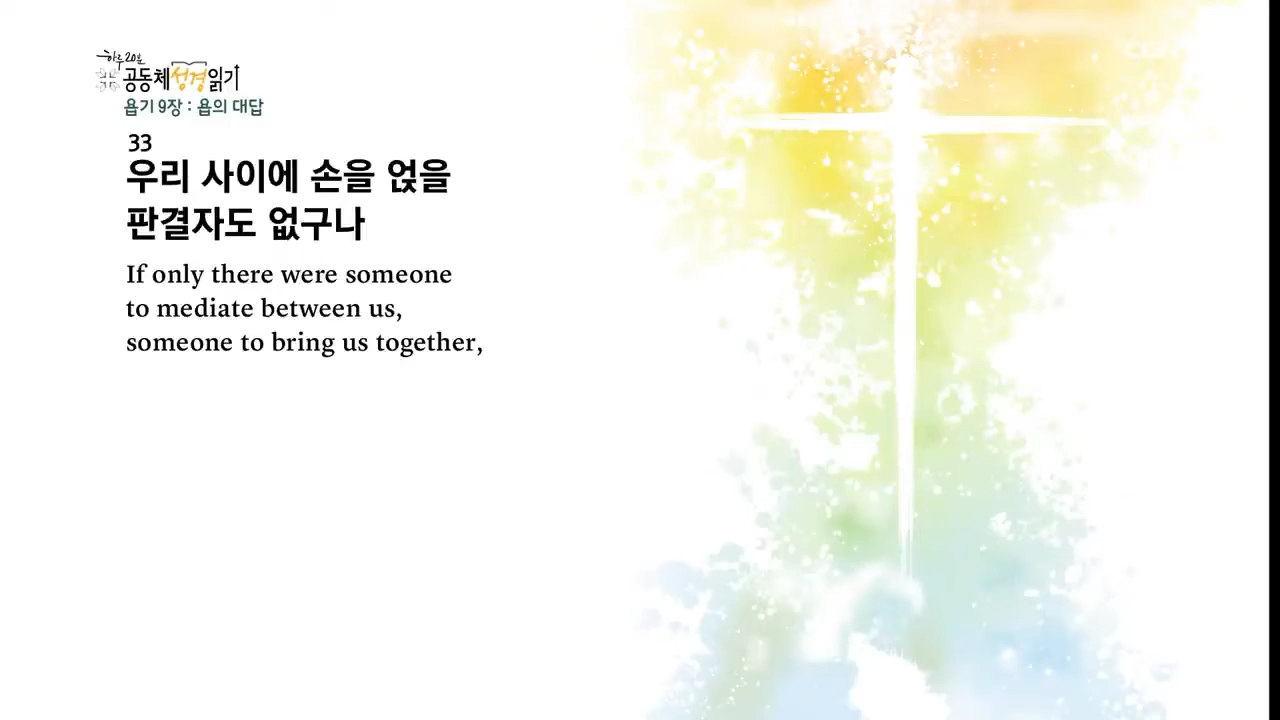 하루 20분
공동체성경읽기
욥기 9장 : 욥의 대답
33
우리 사이에 손을 얹을
판결자도 없구나
If only there were someone
to mediate between us,
someone to bring us together,